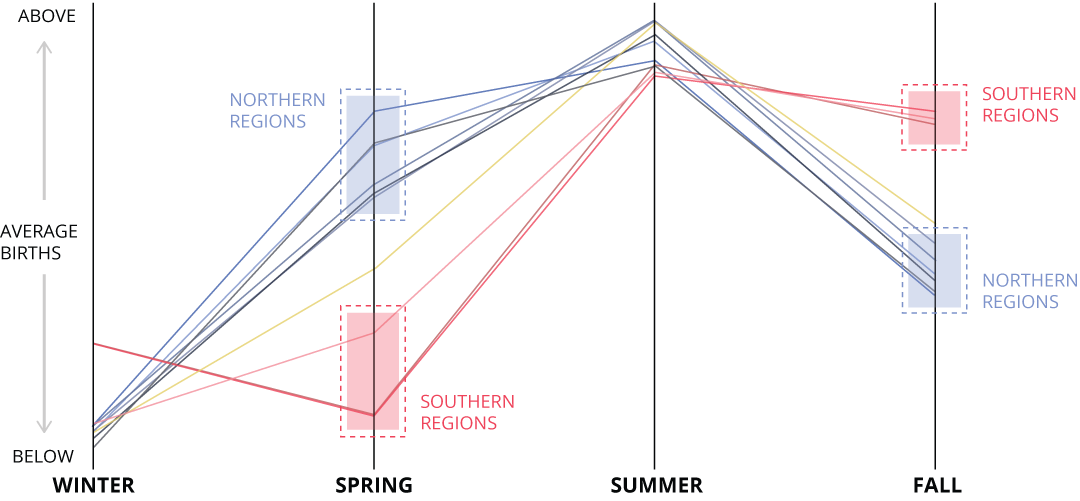 ABOVE
NORTHERN
REGIONS
SOUTHERN
REGIONS
AVERAGE
BIRTHS
NORTHERN
REGIONS
SOUTHERN
REGIONS
BELOW
WINTER SPRING SUMMER FALL